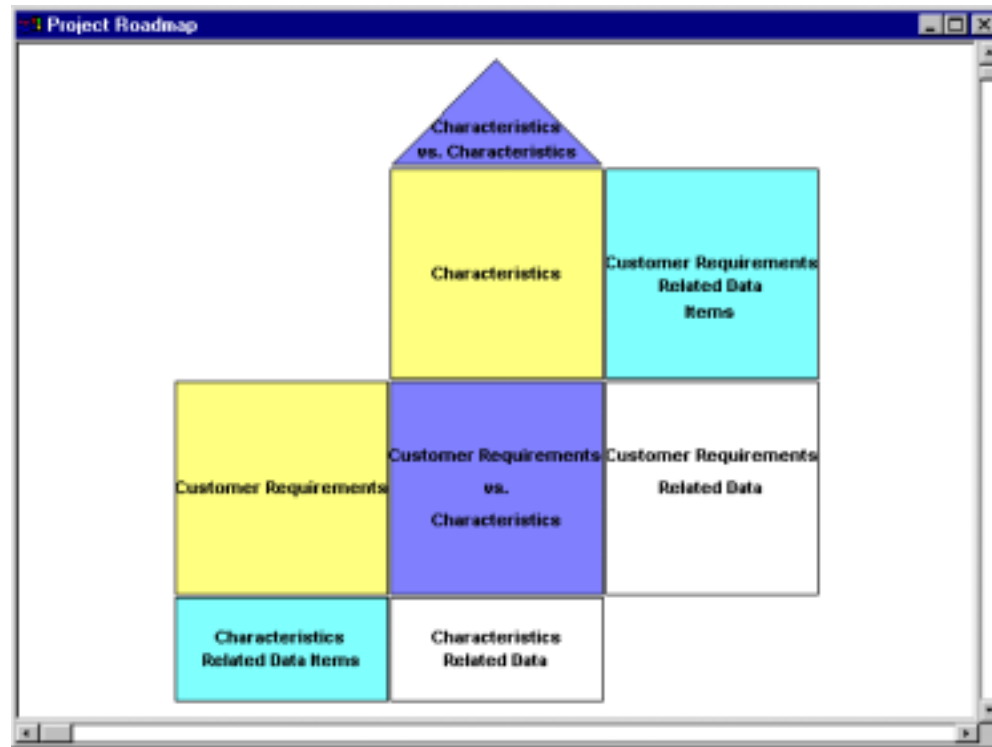 Project Roadmap
Characteristics
vs. Characteristics
Characteristics
Customer Requirements
Related Data
Items
Customer Requirements
Customer Requirements
vs.
Characteristics
Customer Requirements
Related Data
Characteristics
Related Data Items
Characteristics
Related Data